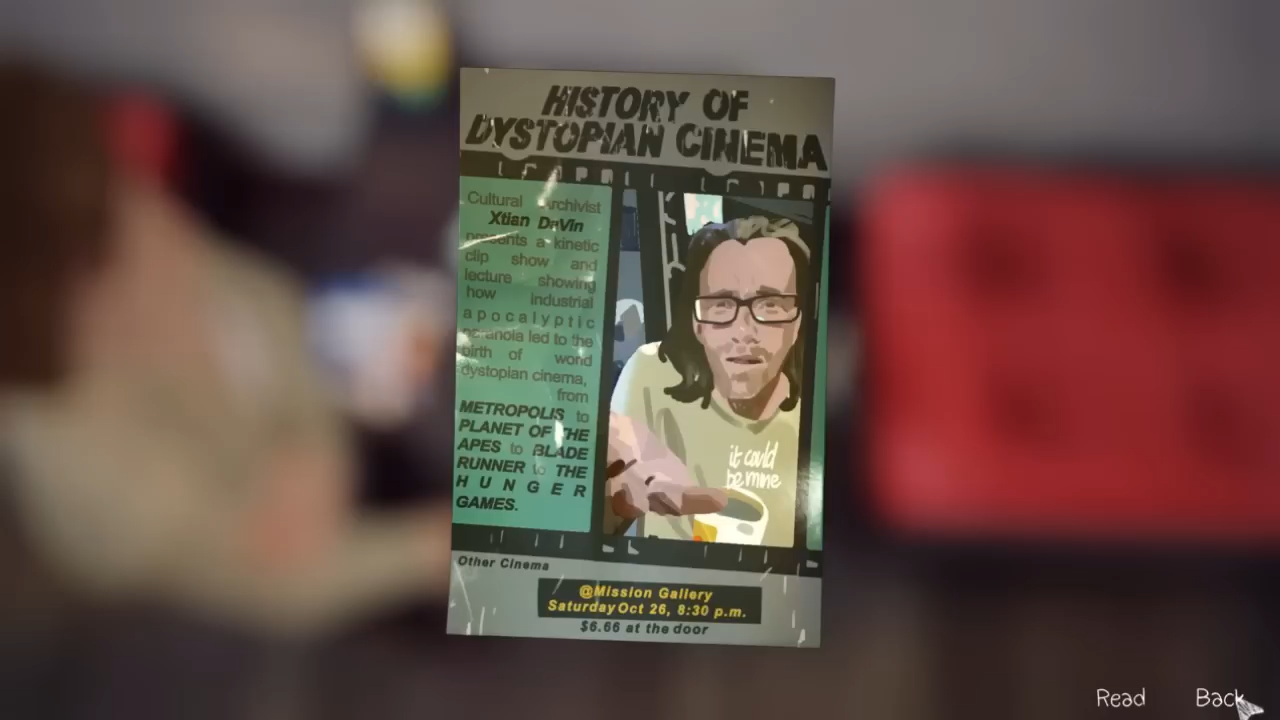 HISTORY OF
DYSTOPIAN CINEMA
Cultural Archivist
Xtian DeVin
presents a kinetic
clip show and
lecture showing
how industrial
apocalyptic
paranoia led to the
birth of world
dystopian cinema,
from
METROPOLIS to
PLANET OF THE
APES to BLADE
RUNNER to THE
HUNGER
GAMES.
it could
be mine
Other Cinema
@Mission Gallery
Saturday Oct 26, 8:30 p.m.
$6.66 at the door
Read Back